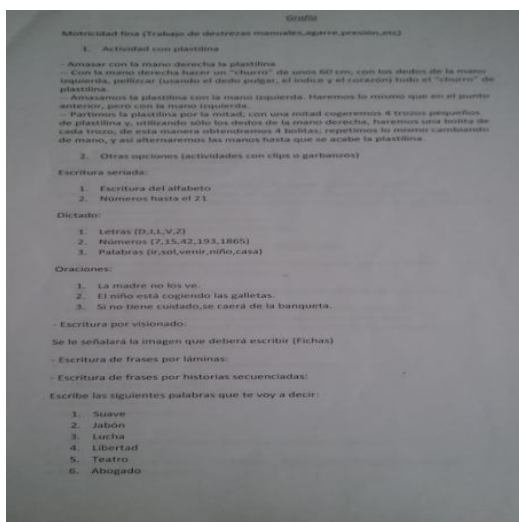 Grafía
Motricidad fina (Trabajo de destrezas manuales,agarre,presión,etc)
1. Actividad con plastilina
- Amasar con la mano derecha la plastilina
- Con la mano derecha hacer un "churro" de unos 60 cm, con los dedos de la mano
izquierda, pellizcar (usando el dedo pulgar, el índice y el corazón) todo el "churro" de
plastilina.
- Amasamos la plastilina con la mano izquierda. Haremos lo mismo que en el punto
anterior, pero con la mano izquierda.
- Partimos la plastilina por la mitad, con una mitad cogeremos 4 trozos pequeños
de plastilina y, utilizando sólo los dedos de la mano derecha, haremos una bolita de
cada trozo, de esta manera obtendremos 4 bolitas; repetimos lo mismo cambiando
de mano, y así alternaremos las manos hasta que se acabe la plastilina.
2. Otras opciones (actividades con clips o garbanzos)
Escritura seriada:
1. Escritura del alfabeto
2. Números hasta el 21
Dictado:
1. Letras (D,J,L,V,Z)
2. Números (7,15,42,193,1865)
3. Palabras (ir,sol,venir,niño,casa)
Oraciones:
1. La madre no los ve.
2. El niño está cogiendo las galletas.
3. Si no tiene cuidado,se caerá de la banqueta.
- Escritura por visionado:
Se le señalará la imagen que deberá escribir (Fichas)
- Escritura de frases por láminas:
- Escritura de frases por historias secuenciadas:
Escribe las siguientes palabras que te voy a decir:
1. Suave
2. Jabón
3. Lucha
4. Libertad
5. Teatro
6. Abogado